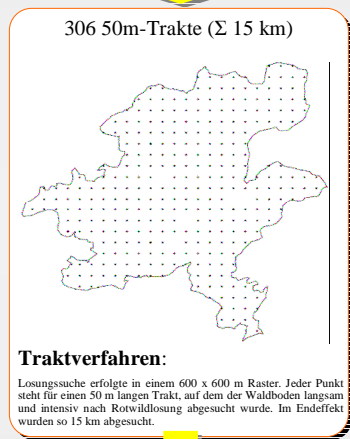 306 50m-Trakte (Σ 15 km)
Traktverfahren:
Losungssuche erfolgte in einem 600 x 600 m Raster. Jeder Punkt
steht für einen 50 m langen Trakt, auf dem der Waldboden langsam
und intensiv nach Rotwildlosung abgesucht wurde. Im Endeffekt
wurden so 15 km abgesucht.